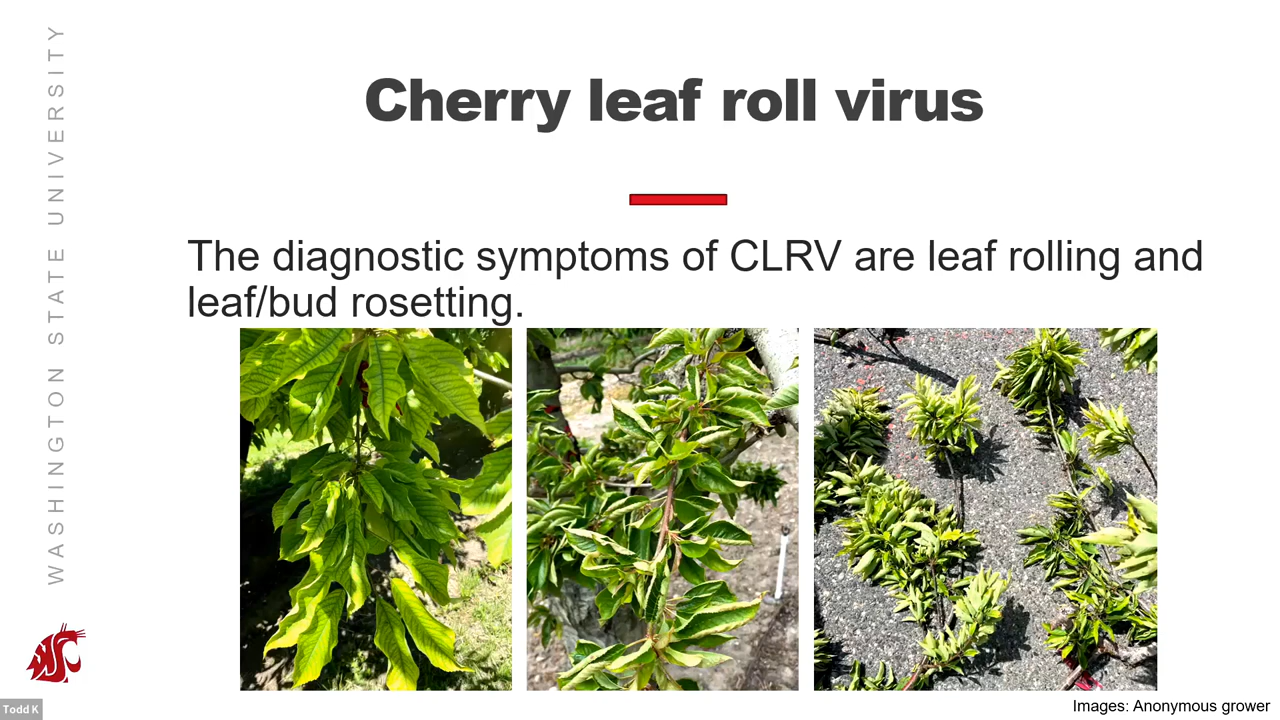 WASHINGTON STATE UNIVERSITY
Cherry leaf roll virus
The diagnostic symptoms of CLRV are leaf rolling and
leaf/bud rosetting.
Images: Anonymous grower
Todd K